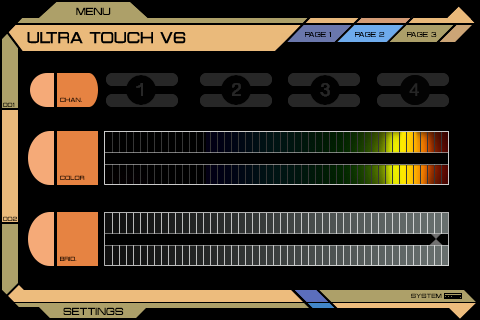 MENU
ULTRA TOUCH V6
PAGE 1 PAGE 2 PAGE 3
CHAN. 1 2 3 4
001
COLOR
002
BRID.
SYSTEM
SETTINGS